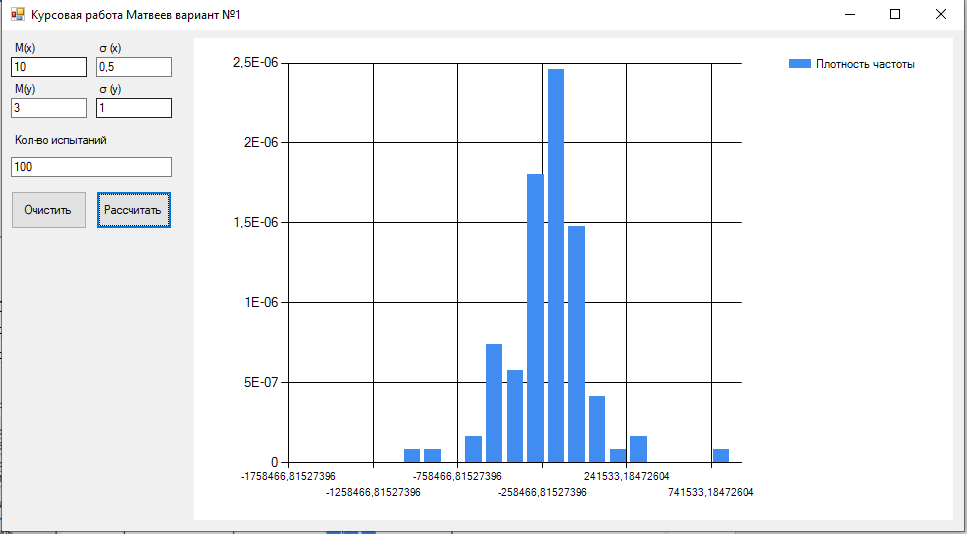 Курсовая работа Матвеев вариант №1
M(x) σ (x)
10 0,5
M(y) σ (y)
3 1
Кол-во испытаний
100
Очистить Рассчитать
2,5E-06
2E-06
1,5E-06
1E-06
5E-07
0
-1758466,81527396 -758466,81527396 241533,18472604
-1258466,81527396 -258466,81527396 741533,18472604
Плотность частоты